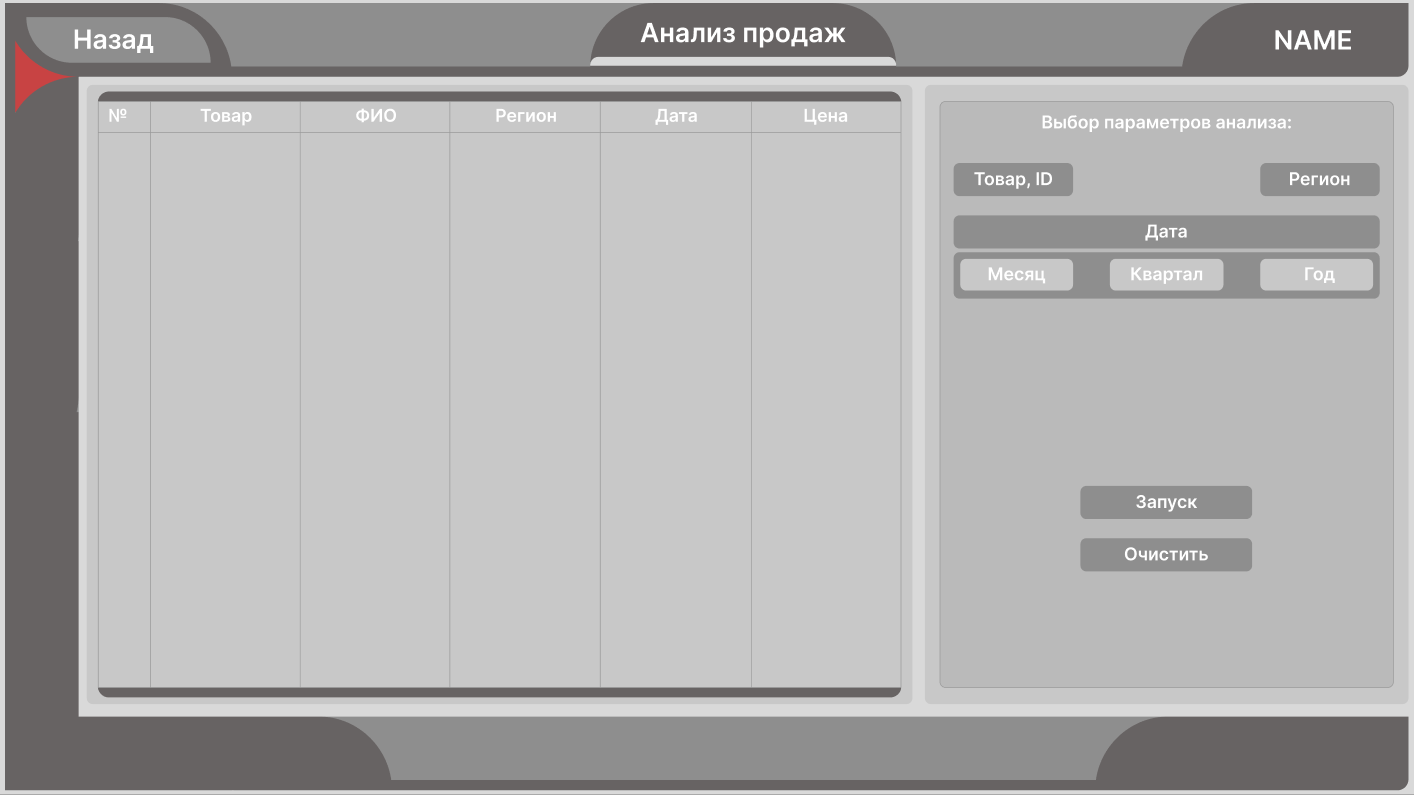 Назад
Анализ продаж
NAME
№ Товар ФИО Регион Дата Цена
Выбор параметров анализа:
Товар, ID Регион
Дата
Месяц Квартал Год
Запуск
Очистить